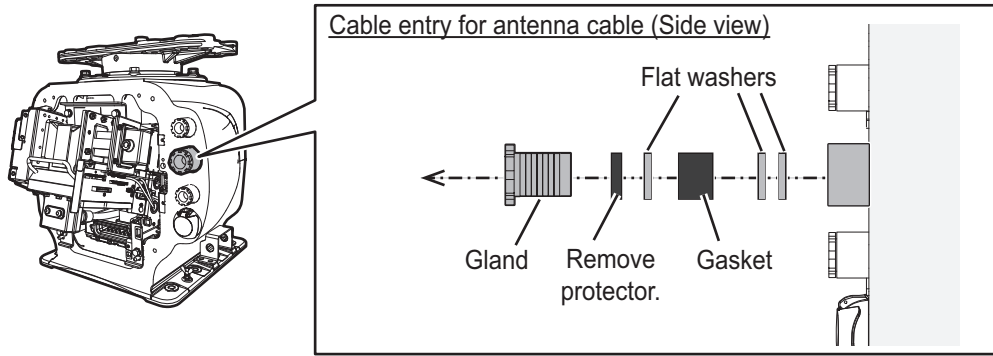 Cable entry for antenna cable (Side view)
Flat washers
Gland
Remove
protector.
Gasket